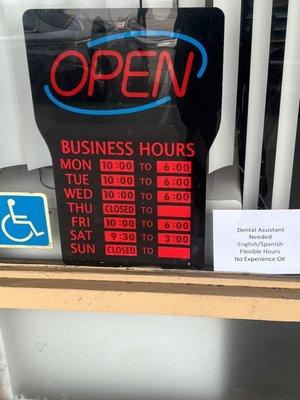 OPEN
BUSINESS HOURS
MON 10:00 TO 6:00
TUE 10:00 TO 6:00
WED 10:00 TO 6:00
THU CLOSED TO
FRI 10:00 TO 6:00
SAT 9:30 TO 3:00
SUN CLOSED TO
Dental Assistant
Needed
English/Spanish
Flexible Hours
No Experience OK